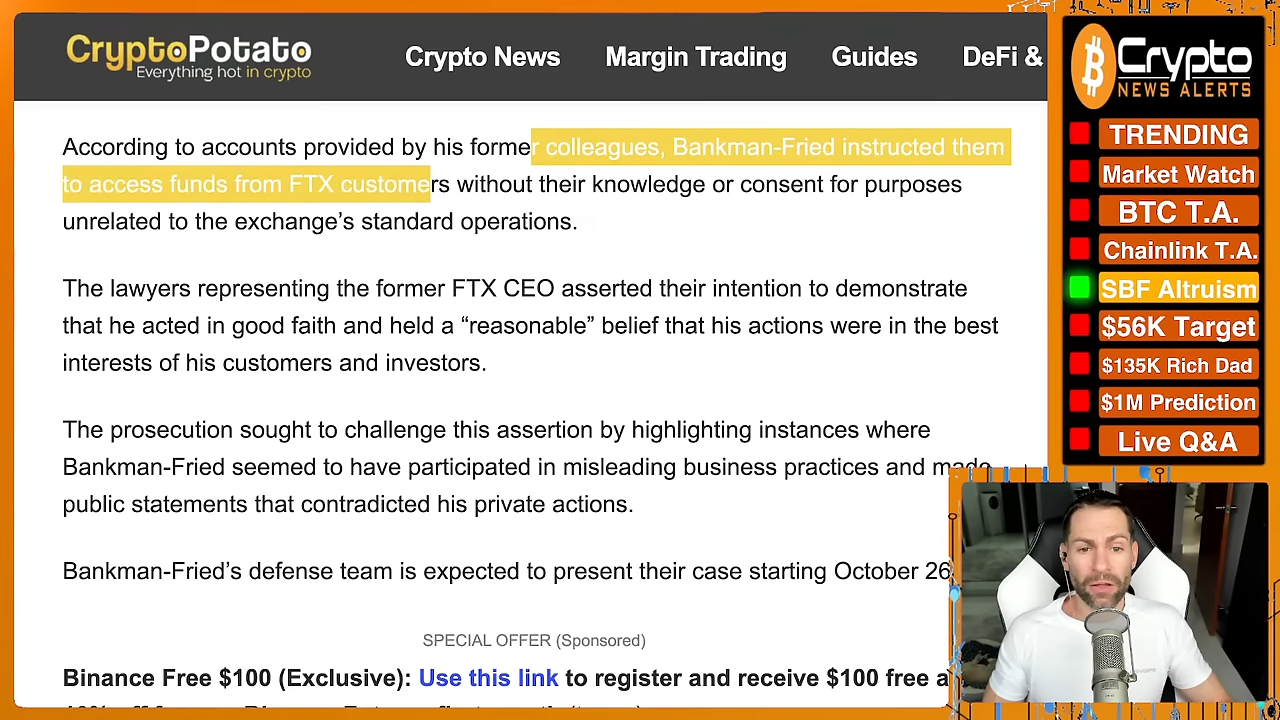 CryptoPotato
Everything hot in crypto
Crypto News Margin Trading Guides DeFi &
According to accounts provided by his former colleagues, Bankman-Fried instructed them
to access funds from FTX customers without their knowledge or consent for purposes
unrelated to the exchange’s standard operations.
The lawyers representing the former FTX CEO asserted their intention to demonstrate
that he acted in good faith and held a “reasonable” belief that his actions were in the best
interests of his customers and investors.
The prosecution sought to challenge this assertion by highlighting instances where
Bankman-Fried seemed to have participated in misleading business practices and made
public statements that contradicted his private actions.
Bankman-Fried’s defense team is expected to present their case starting October 26
SPECIAL OFFER (Sponsored)
Binance Free $100 (Exclusive): Use this link to register and receive $100 free a
Crypto
NEWS ALERTS
TRENDING
Market Watch
BTC T.A.
Chainlink T.A.
SBF Altruism
$56K Target
$135K Rich Dad
$1M Prediction
Live Q&A